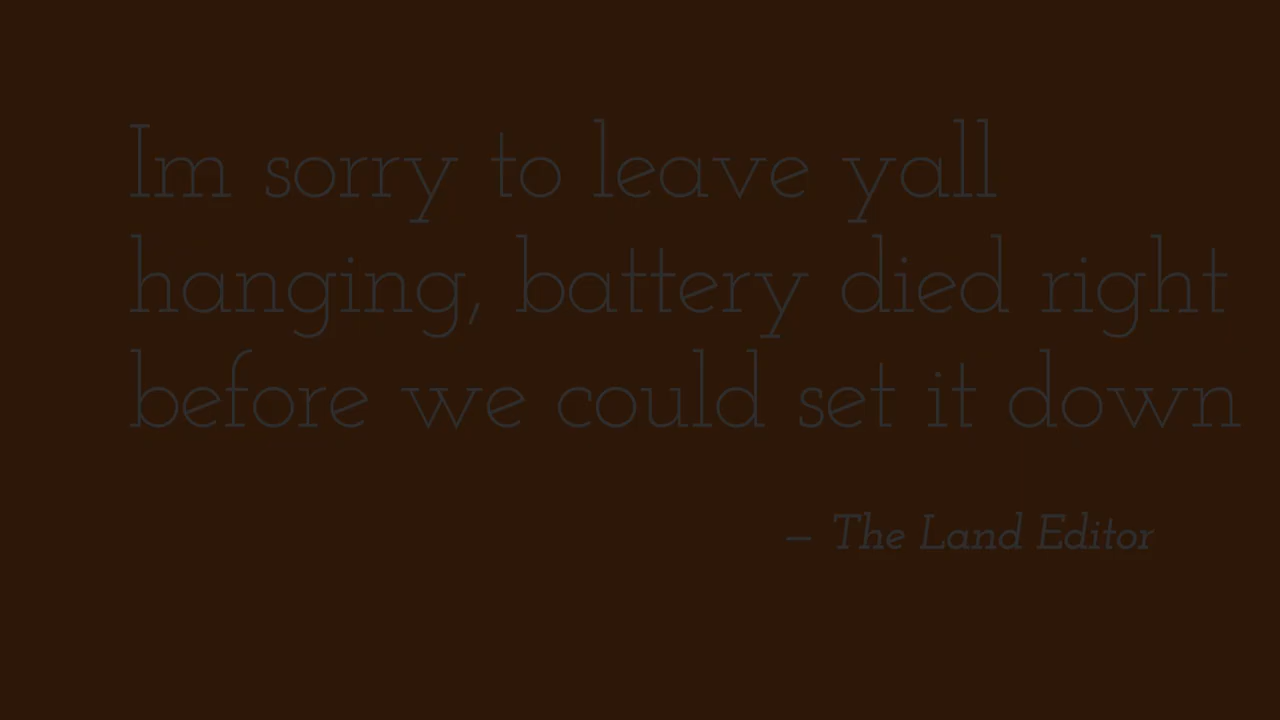 Im sorry to leave yall
hanging, battery died right
before we could set it down
– The Land Editor